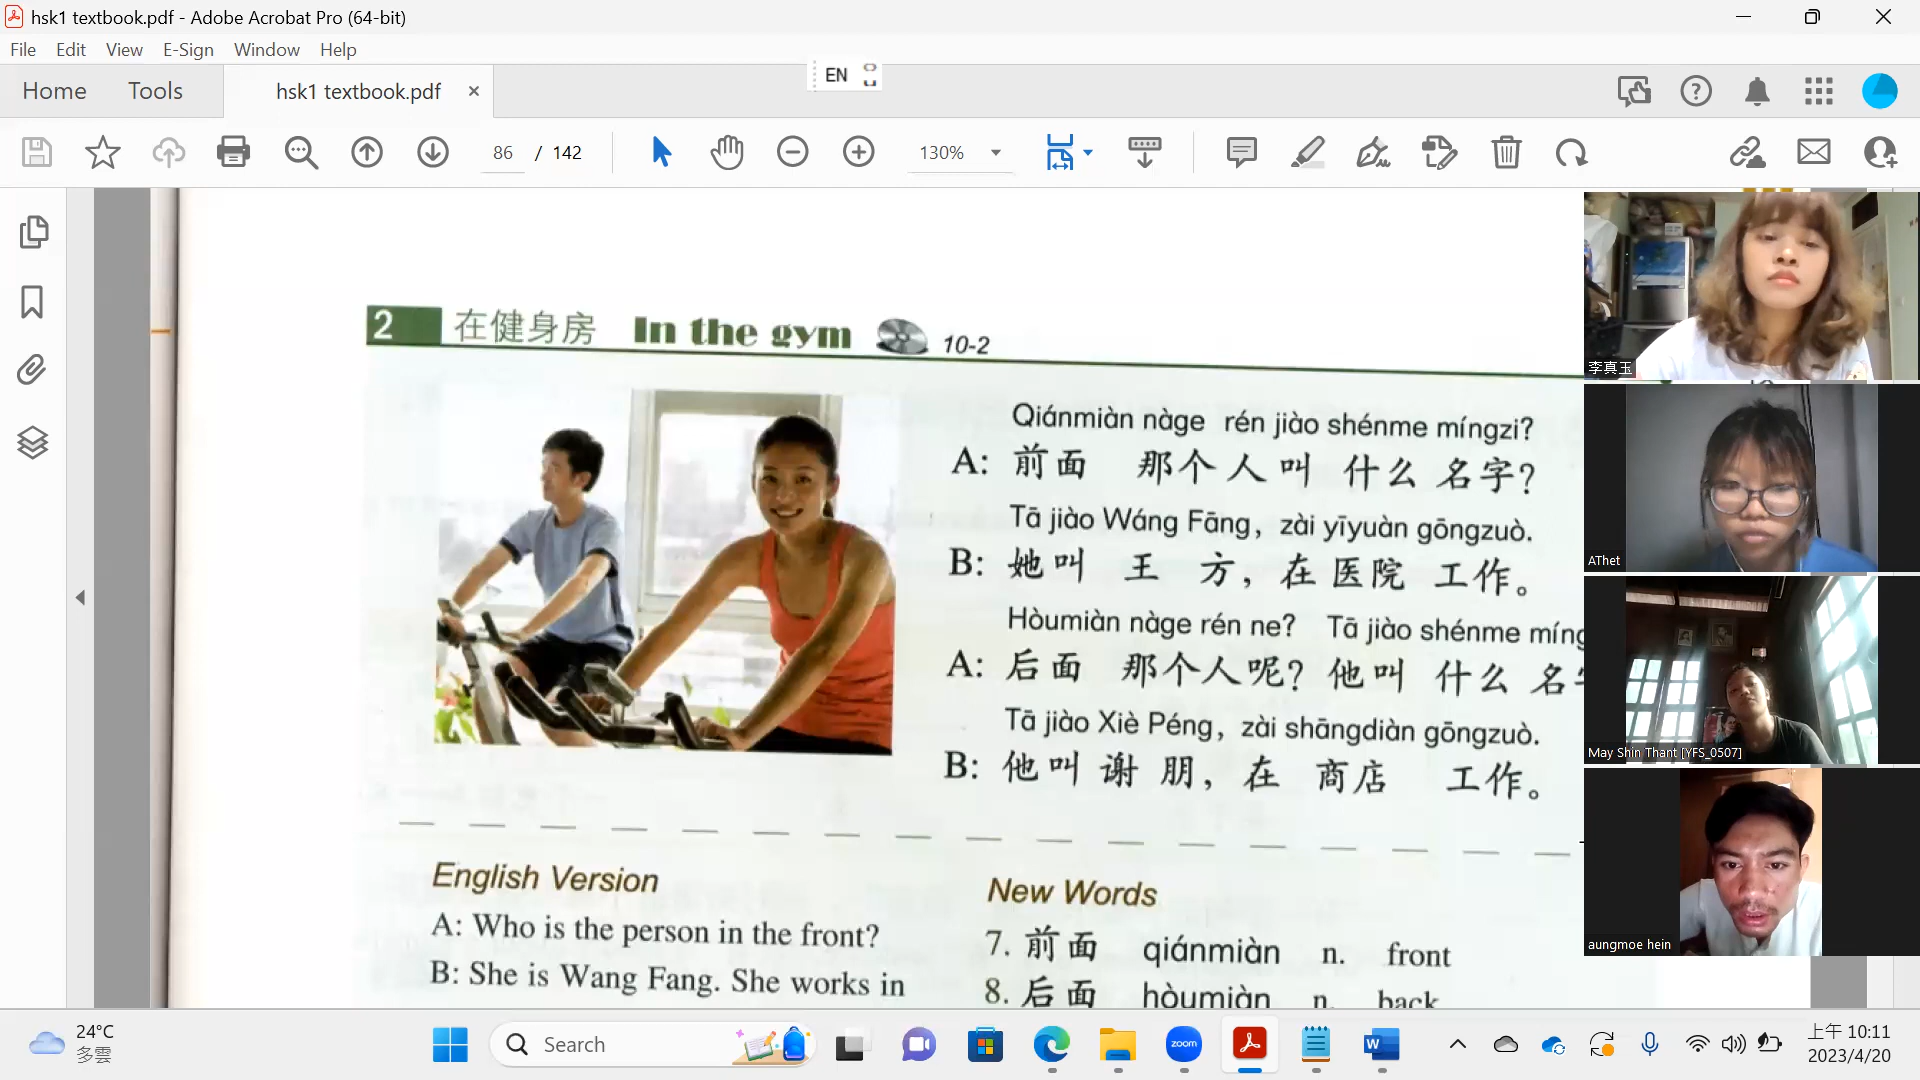 hsk1 textbook.pdf - Adobe Acrobat Pro (64-bit)
File Edit View E-Sign Window Help
EN
Home Tools hsk1 textbook.pdf
86 / 142 130%
2 在健身房 In the gym 10-2
Qiánmiàn nàge rén jiào shénme míngzi?
A: 前面 那个人叫 什么 名字?
Tā jiào Wáng Fāng, zài yīyuàn gōngzuò.
B: 她叫 王 方, 在 医院 工作。
Hòumiàn nàge rén ne? Tā jiào shénme míng
A: 后面 那个人呢? 他叫 什么 名
Tā jiào Xiè Péng, zài shāngdiàn gōngzuò.
B: 他叫 谢 朋, 在 商店 工作。
English Version
A: Who is the person in the front?
B: She is Wang Fang. She works in
New Words
7. 前面 qiánmiàn n. front
8. 后面 hòumiàn n. back
李真玉
AThet
May Shin Thant [YFS_0507]
aungmoe hein
24°C
多雲
Search
zoom
W
上午 10:11
2023/4/20